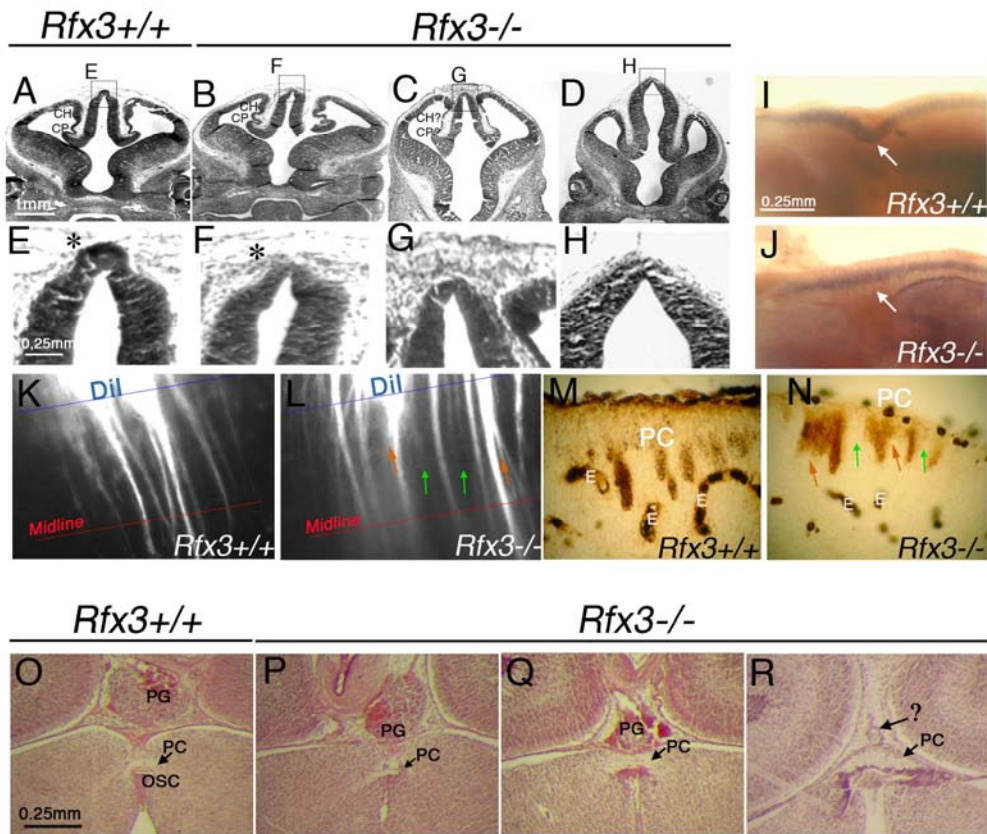 Rfx3+/+ Rfx3-/-
E F G H
A B C D I
CH CP CH CP CH? CP?
1mm
0.25mm
Rfx3+/+
E * F * G H J
0,25mm
Rfx3-/-
K DiI L DiI M PC N PC
E E E E E
Midline Midline
Rfx3+/+ Rfx3-/- Rfx3+/+ Rfx3-/-
Rfx3+/+ Rfx3-/-
O P Q R
PG PG PG ?
PC PC PC PC
OSC
0.25mm